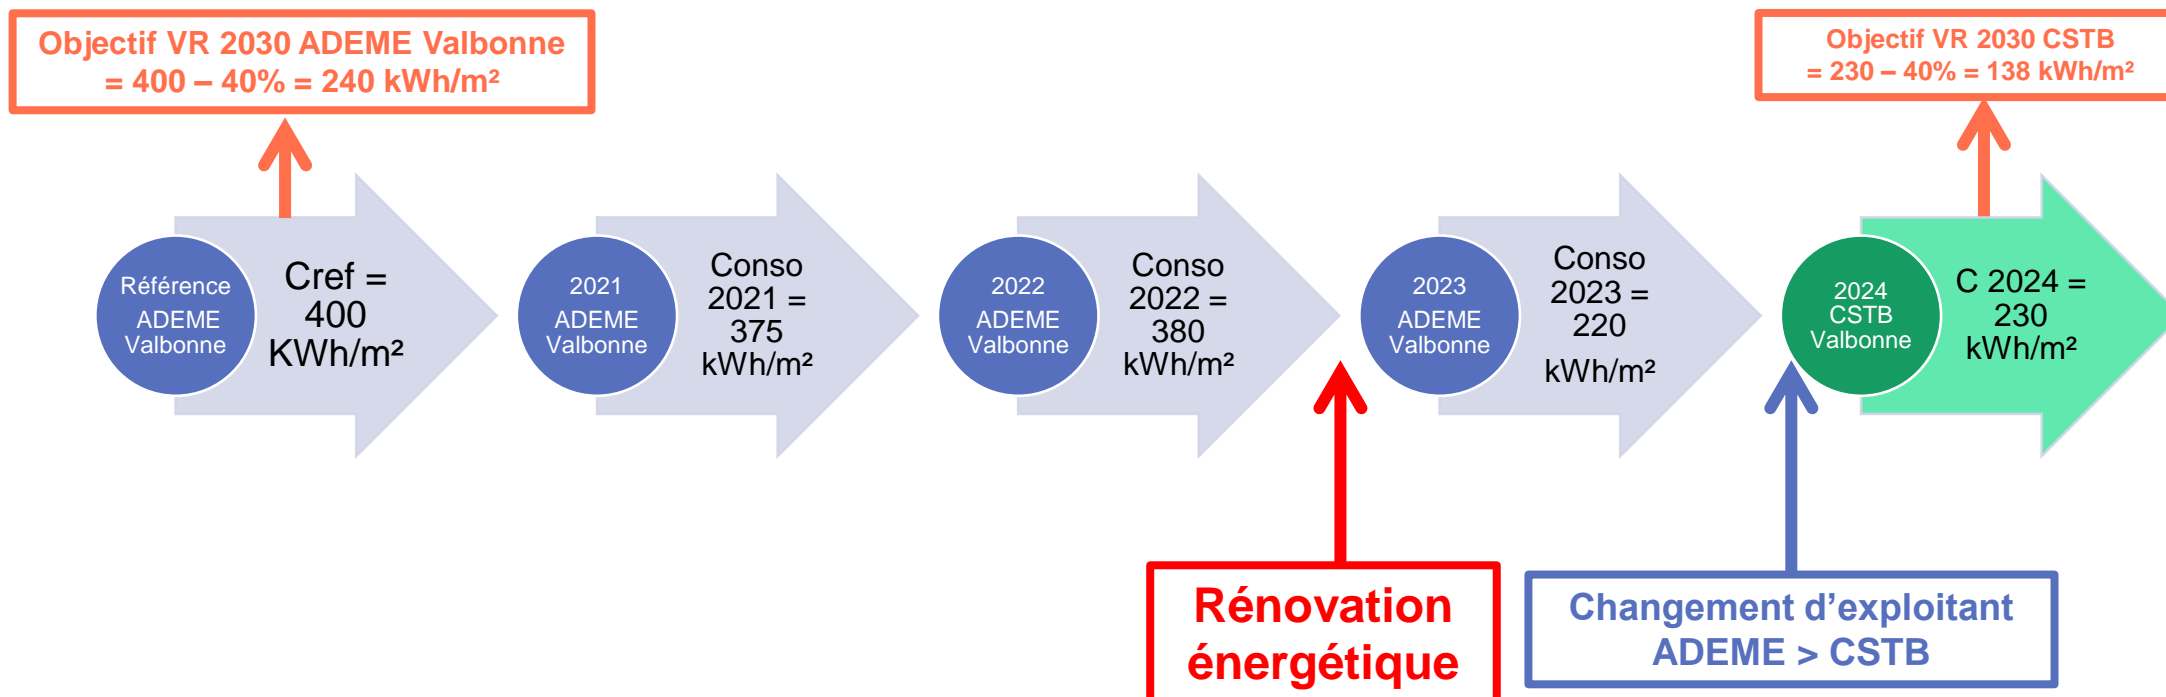 Objectif VR 2030 ADEME Valbonne
= 400 – 40% = 240 kWh/m²
Objectif VR 2030 CSTB
= 230 – 40% = 138 kWh/m²
Référence
ADEME
Valbonne
Cref =
400
KWh/m²
2021
ADEME
Valbonne
Conso
2021 =
375
kWh/m²
2022
ADEME
Valbonne
Conso
2022 =
380
kWh/m²
2023
ADEME
Valbonne
Conso
2023 =
220
kWh/m²
2024
CSTB
Valbonne
C 2024 =
230
kWh/m²
Rénovation
énergétique
Changement d’exploitant
ADEME > CSTB